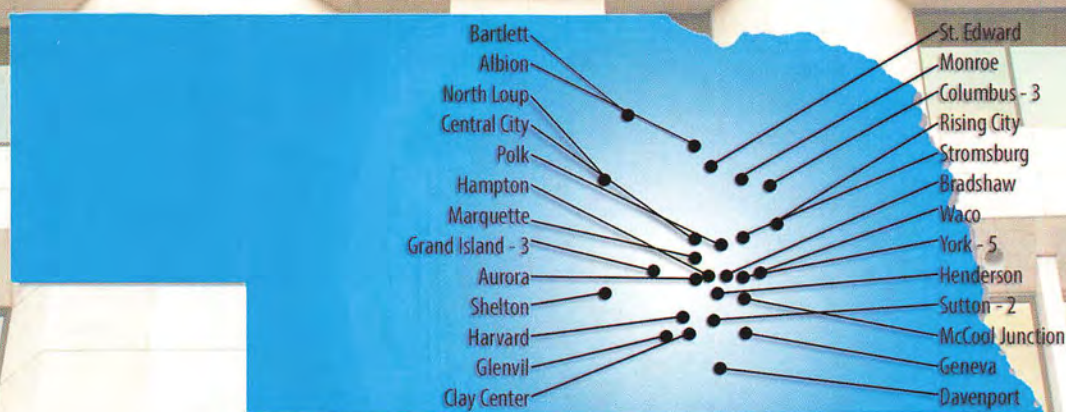 Bartlett
Albion
North Loup
Central City
Polk
Hampton
Marquette
Grand Island - 3
Aurora
Shelton
Harvard
Glenvil
Clay Center
St. Edward
Monroe
Columbus - 3
Rising City
Stromsburg
Bradshaw
Waco
York - 5
Henderson
Sutton - 2
McCool Junction
Geneva
Davenport